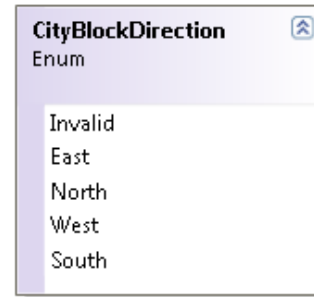 CityBlockDirection
Enum
Invalid
East
North
West
South